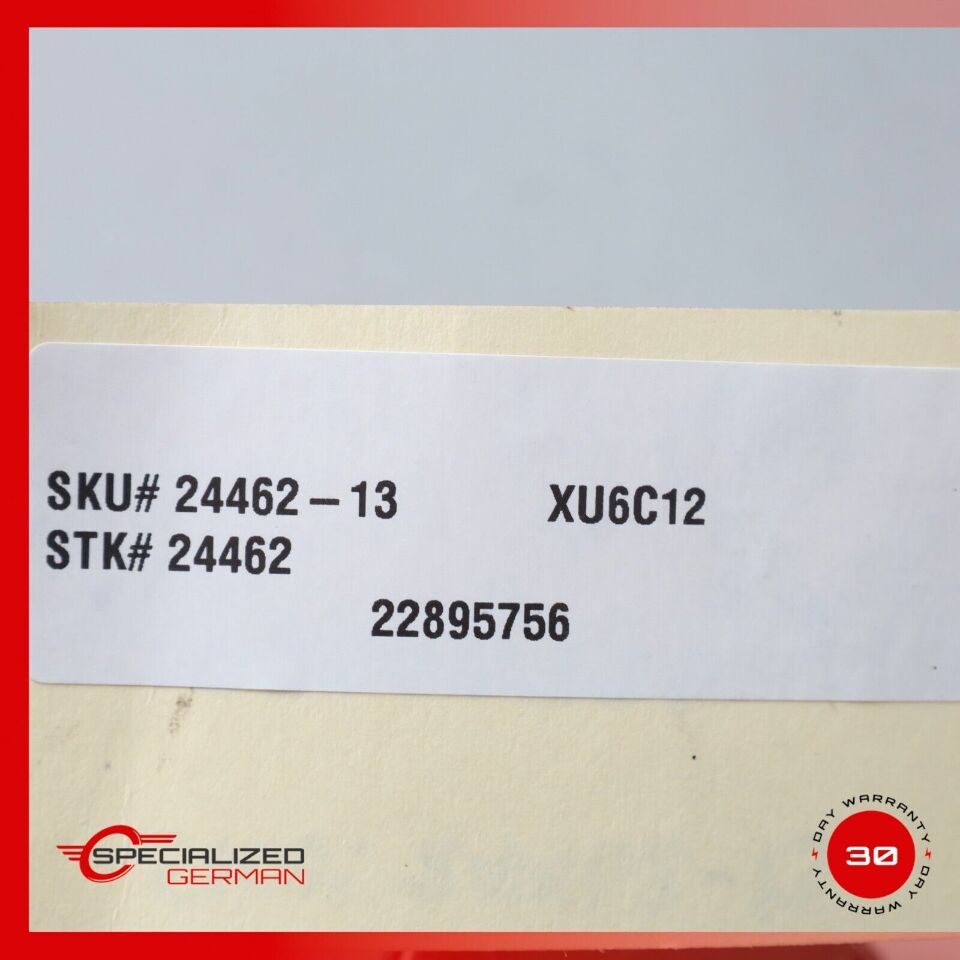 SKU# 24462-13 XU6C12
STK# 24462
22895756
SPECIALIZED
GERMAN
DAY WARRANTY
30
DAY WARRANTY